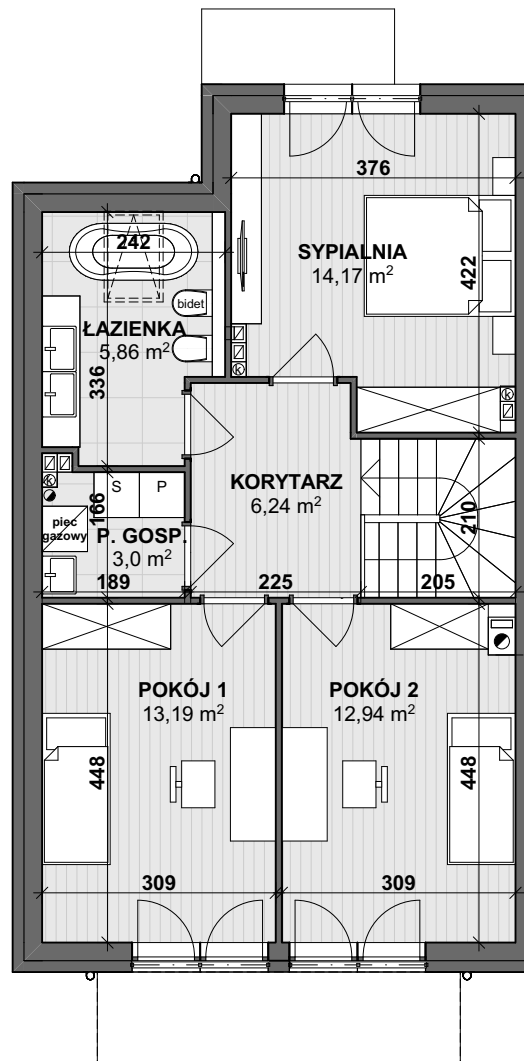 376
SYPIALNIA
14,17 m²
422
242
bidet
ŁAZIENKA
5,86 m²
336
k
k
KORYTARZ
6,24 m²
210
k
S
P
166
piec
gazowy
P. GOSP.
3,0 m²
189
225
205
POKÓJ 1
13,19 m²
POKÓJ 2
12,94 m²
448
448
309
309